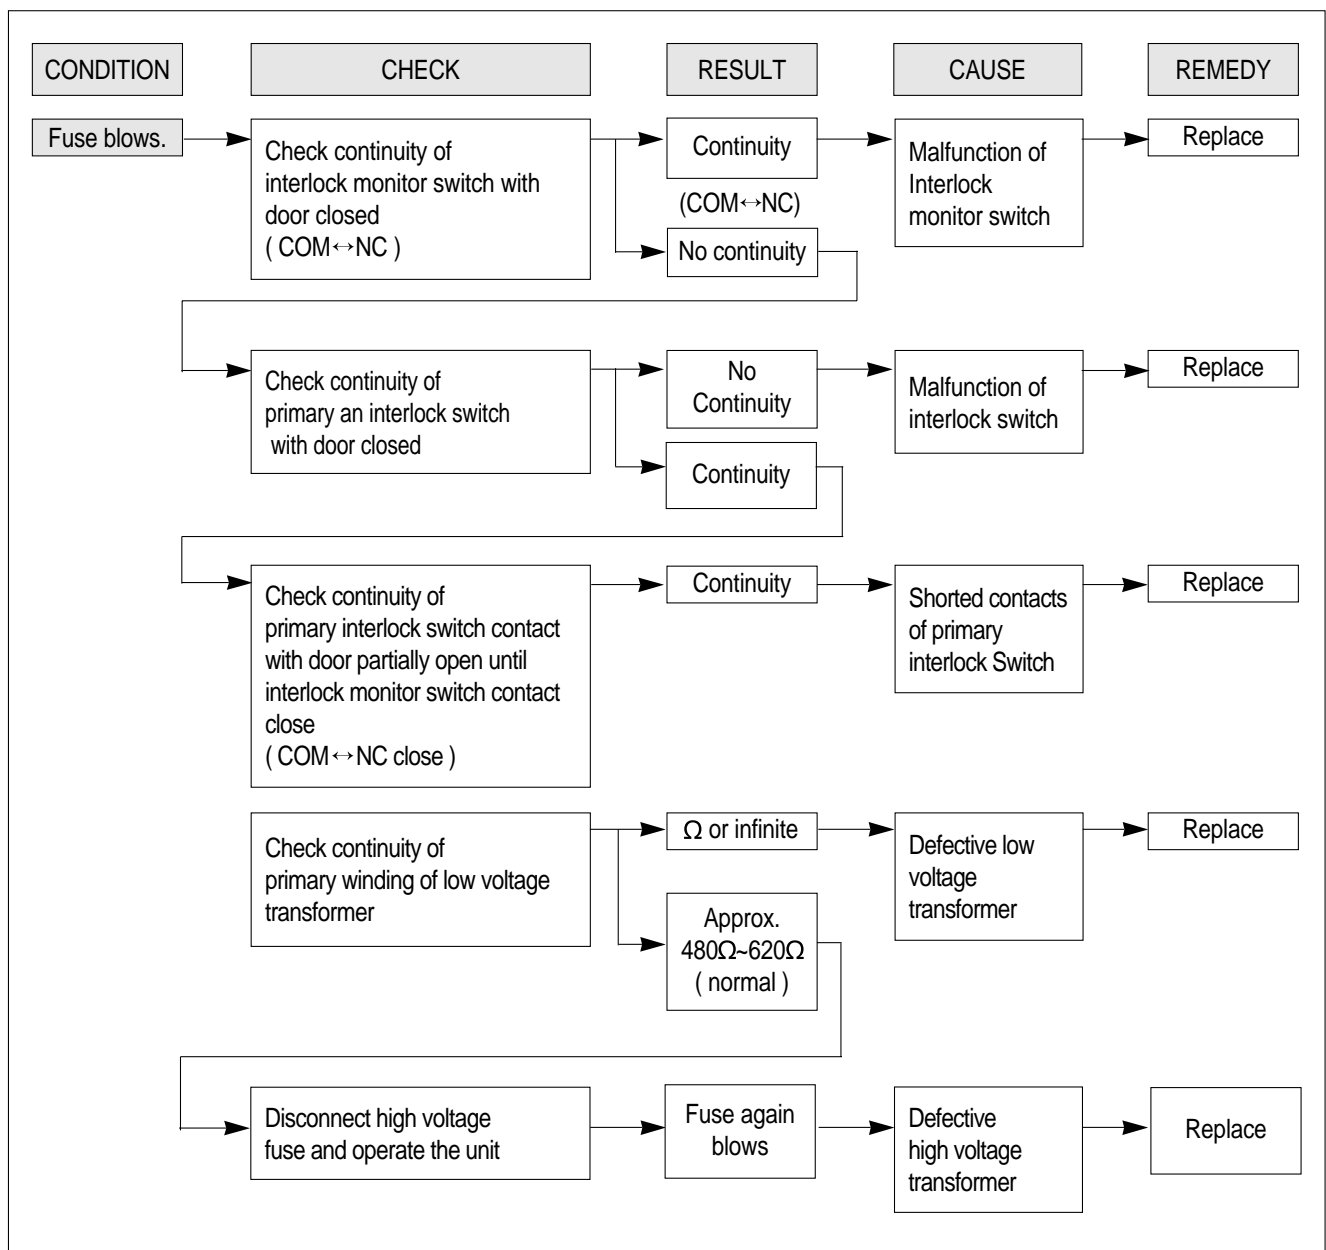 CONDITION
CHECK
RESULT
CAUSE
REMEDY
Fuse blows.
Check continuity of
interlock monitor switch with
door closed
( COM↔NC )
Continuity
(COM↔NC)
No continuity
Malfunction of
Interlock
monitor switch
Replace
Check continuity of
primary an interlock switch
with door closed
No
Continuity
Continuity
Malfunction of
interlock switch
Replace
Check continuity of
primary interlock switch contact
with door partially open until
interlock monitor switch contact
close
( COM↔NC close )
Continuity
Shorted contacts
of primary
interlock Switch
Replace
Check continuity of
primary winding of low voltage
transformer
Ω or infinite
Approx.
480Ω~620Ω
( normal )
Defective low
voltage
transformer
Replace
Disconnect high voltage
fuse and operate the unit
Fuse again
blows
Defective
high voltage
transformer
Replace